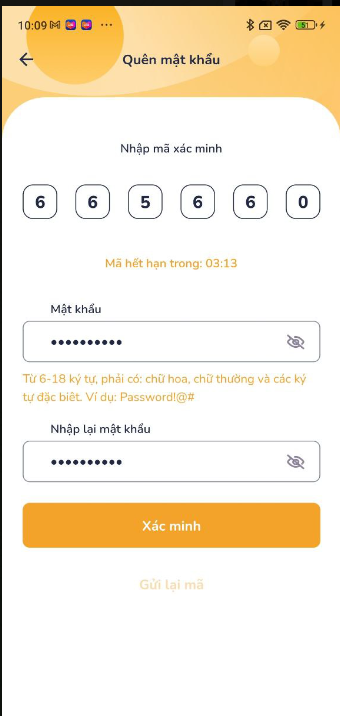 10:09
51
Quên mật khẩu
Nhập mã xác minh
6 6 5 6 6 0
Mã hết hạn trong: 03:13
Mật khẩu
••••••••••
Từ 6-18 ký tự, phải có: chữ hoa, chữ thường và các ký
tự đặc biệt. Ví dụ: Password!@#
Nhập lại mật khẩu
••••••••••
Xác minh
Gửi lại mã